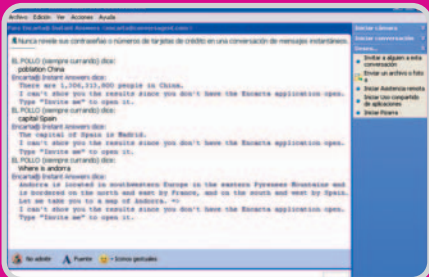 Archivo Edición Ver Acciones Ayuda
Para: Encarta® Instant Answers
Nunca revele sus contraseñas o números de tarjetas de crédito en una conversación de mensajes instantáneos.
EL POLLO (siempre currando) dice:
poblation China
Encarta® Instant Answers dice:
There are 1,306,313,800 people in China.
I can't show you the results since you don't have the Encarta application open.
Type "Invite me" to open it.
EL POLLO (siempre currando) dice:
capital Spain
Encarta® Instant Answers dice:
The capital of Spain is Madrid.
I can't show you the results since you don't have the Encarta application open.
Type "Invite me" to open it.
EL POLLO (siempre currando) dice:
Where is andorra
Encarta® Instant Answers dice:
Andorra is located in southwestern Europe in the eastern Pyrenees Mountains and
is bordered on the north and east by France, and on the south and west by Spain.
Let me take you to a map of Andorra. =>
I can't show you the results since you don't have the Encarta application open.
Type "Invite me" to open it.
No admitir Fuente Iconos gestuales
Iniciar cámara
Iniciar conversación
Invitar a alguien a esta
conversación
Enviar un archivo o foto
a
Iniciar Asistencia remota
Iniciar Uso compartido
de aplicaciones
Iniciar Pizarra